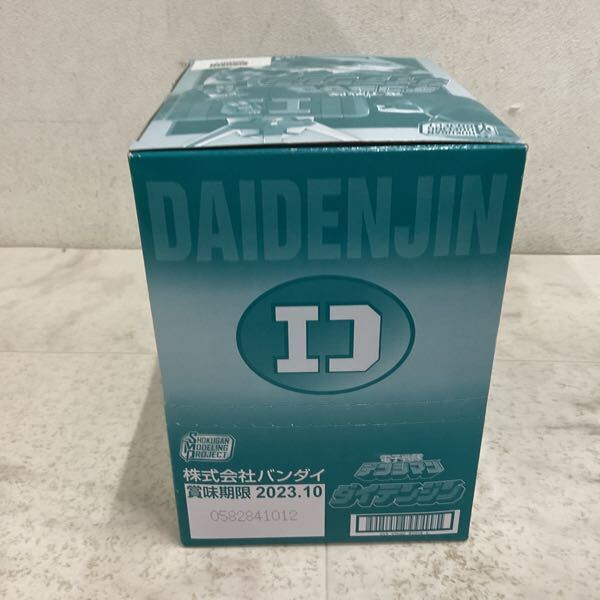 DAIDENJIN
SHOKUGAN
MODELING
PROJECT
株式会社バンダイ
賞味期限 2023.10
0582841012
電子戦隊
デンジマン
ダイデンジン